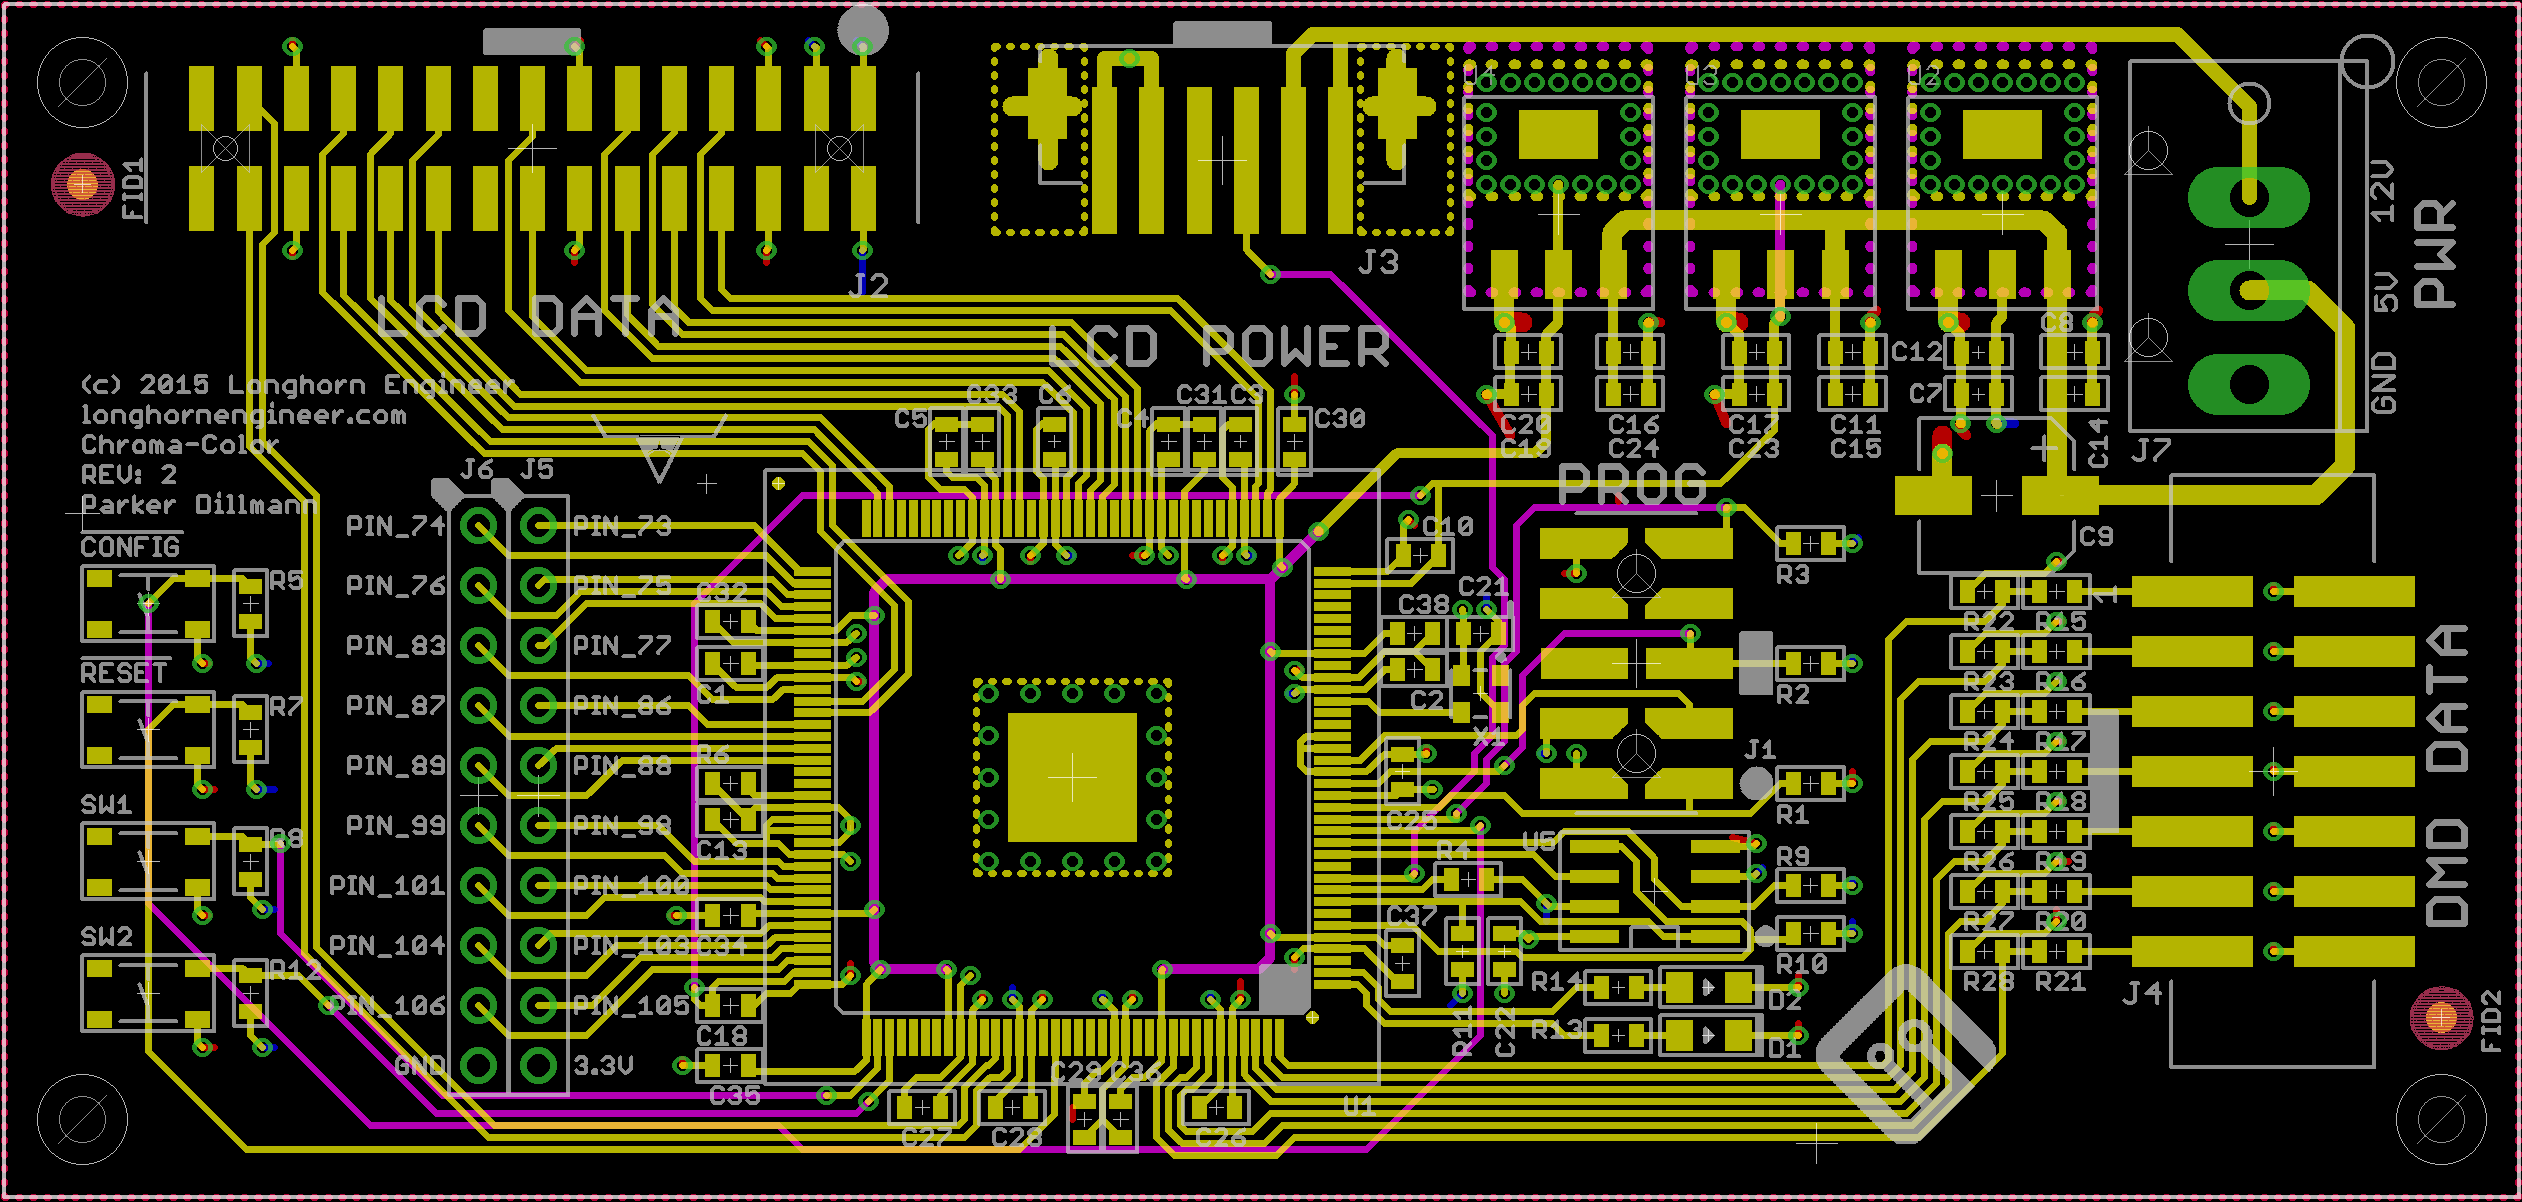 U4
U3
U2
FID1
J2
J3
LCD DATA
LCD POWER
12V
5V
GND
PWR
J7
(c) 2015 Longhorn Engineer
longhornengineer.com
Chroma-Color
REV: 2
Parker Dillmann
C5
C33
C6
C4
C31
C3
C30
C20
C19
C16
C24
C17
C23
C11
C15
C12
C7
C8
C14
C9
CONFIG
R5
RESET
R7
SW1
R8
SW2
R12
J6 J5
PIN_74 PIN_73
PIN_76 PIN_75
PIN_83 PIN_77
PIN_87 PIN_86
PIN_89 PIN_88
PIN_99 PIN_98
PIN_101 PIN_100
PIN_104 PIN_103
PIN_106 PIN_105
GND 3.3V
C32
C1
R6
C13
C34
C18
C35
C27
C28
C29
C36
C26
U1
PROG
C10
C21
C38
C2
X1
C25
J1
R3
R2
R1
U5
R4
R9
R10
C37
R11
C22
R14
D2
R13
D1
1
R22 R15
R23 R16
R24 R17
R25 R18
R26 R19
R27 R20
R28 R21
J4
DMD DATA
FID2